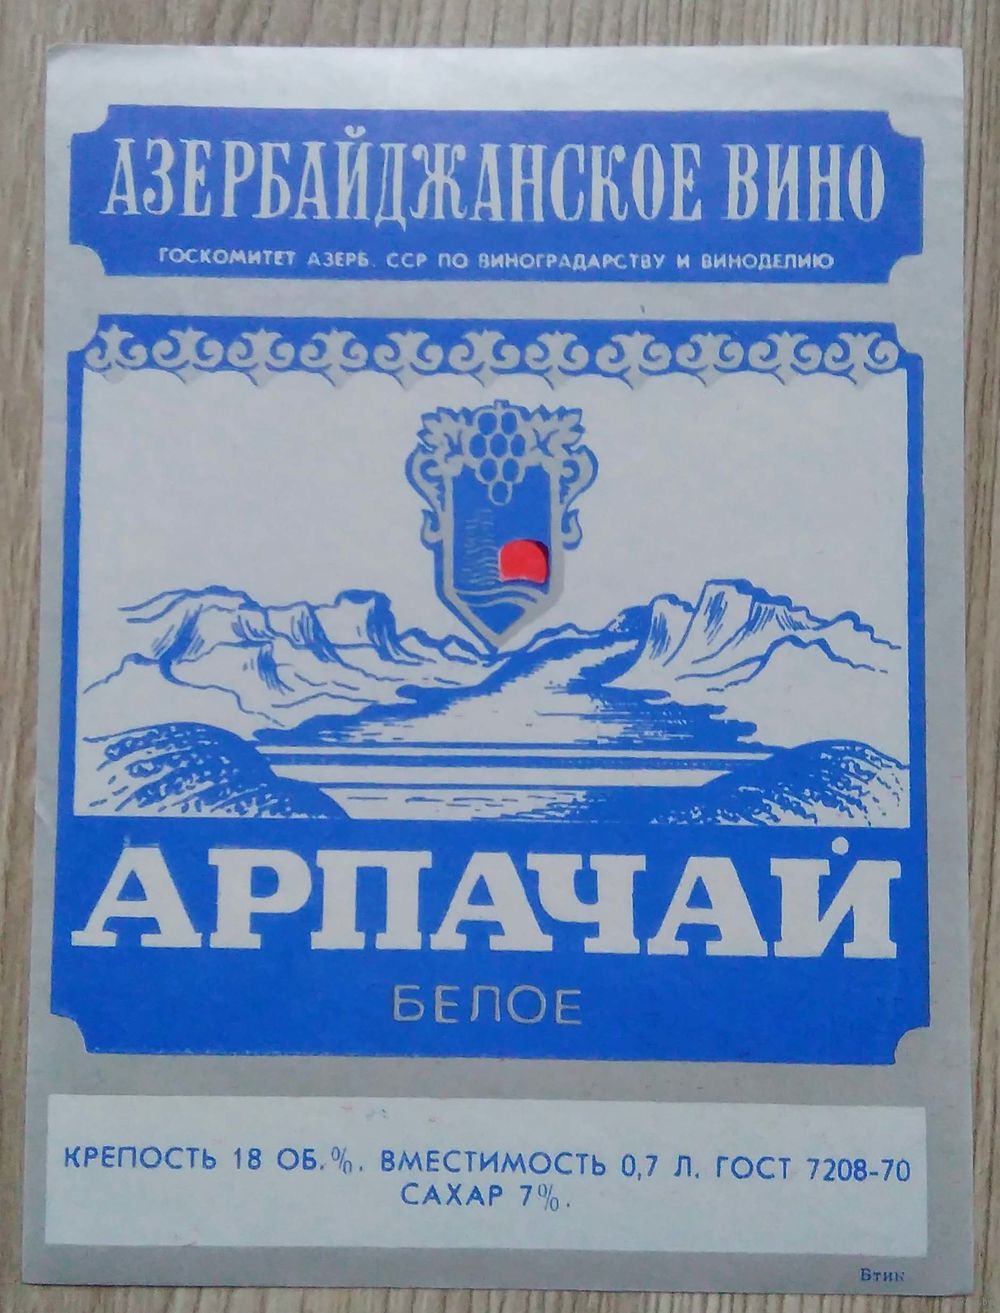 АЗЕРБАЙДЖАНСКОЕ ВИНО
ГОСКОМИТЕТ АЗЕРБ. ССР ПО ВИНОГРАДАРСТВУ И ВИНОДЕЛИЮ
АРПАЧАЙ
БЕЛОЕ
КРЕПОСТЬ 18 ОБ.%. ВМЕСТИМОСТЬ 0,7 Л. ГОСТ 7208-70
САХАР 7%.
Бтик